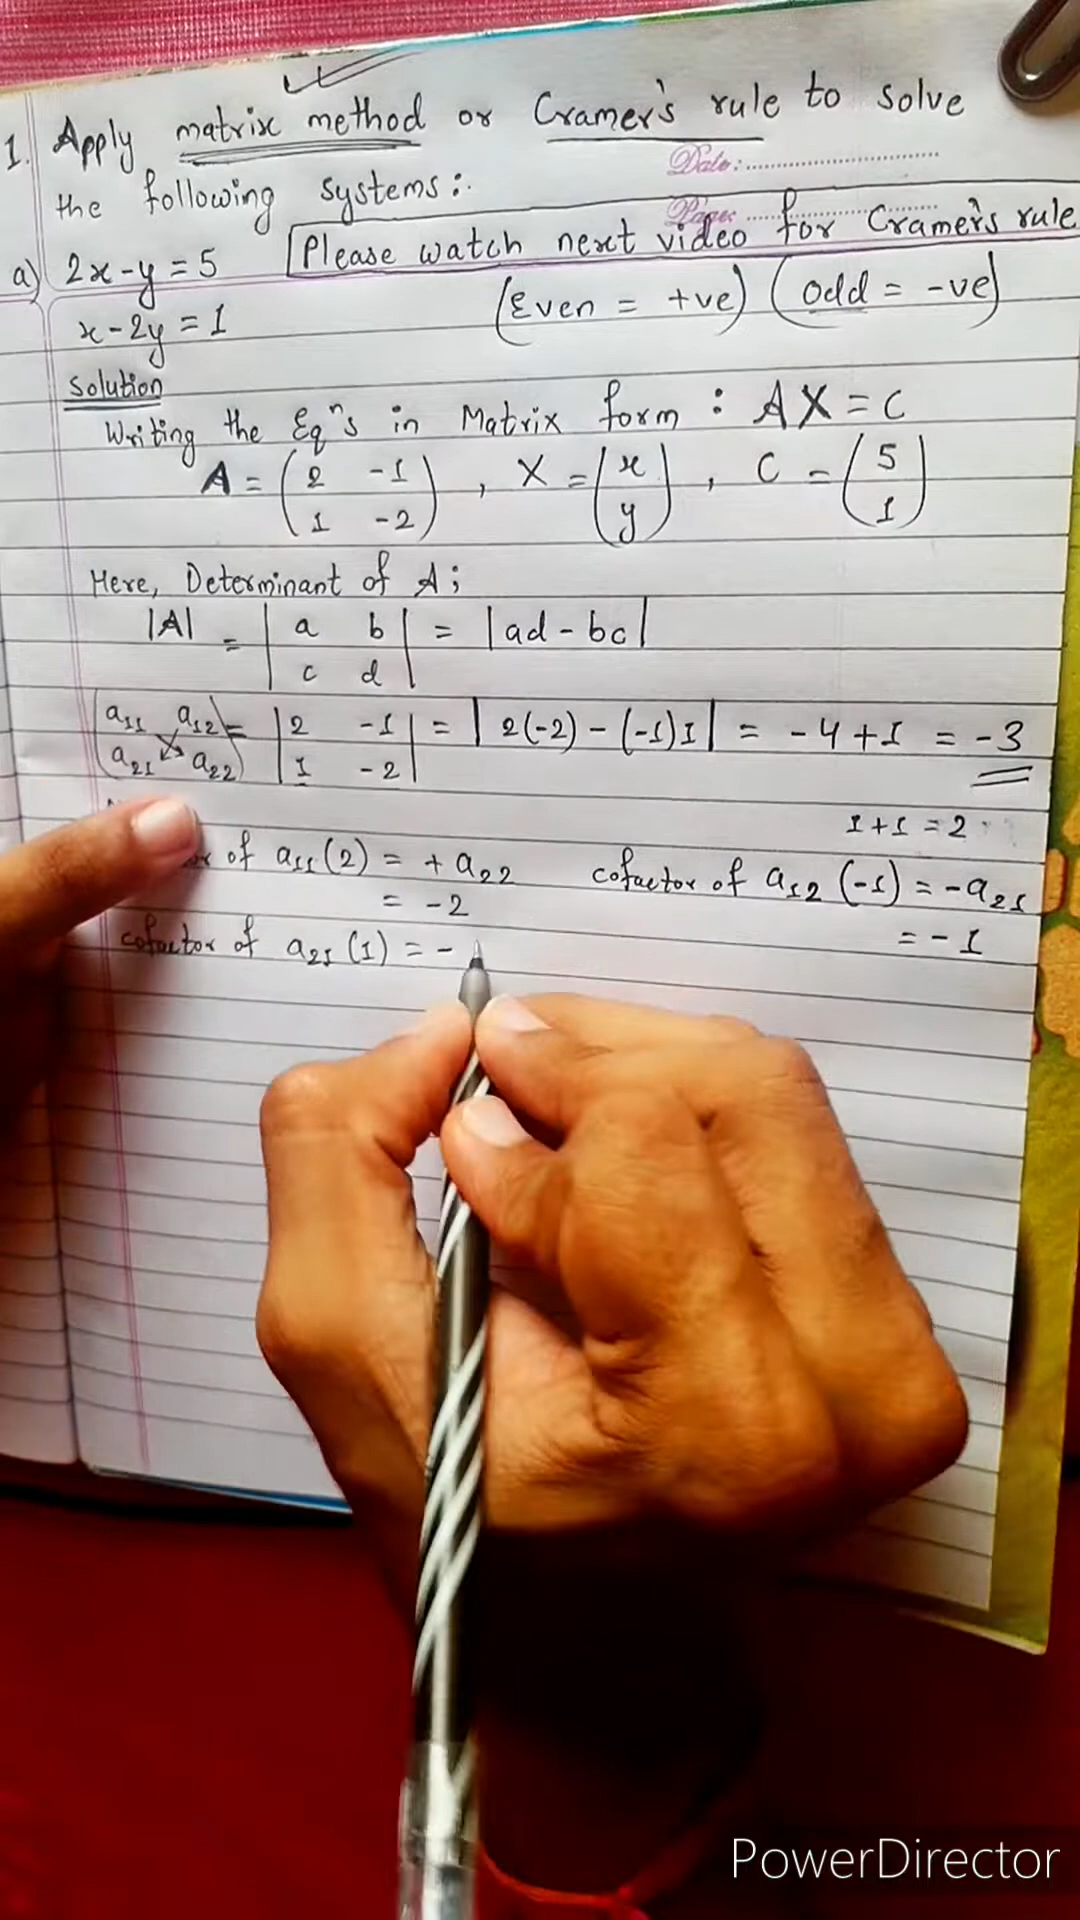 1. Apply matrix method or Cramer's rule to solve
Date:
the following systems:
Page:
Please watch next video for Cramer's rule
a) 2x-y=5
(Even = +ve) (odd = -ve)
x-2y=1
Solution
Writing the Eqⁿ's in Matrix form : AX=C
A = (2 -1 , X = (x , C = (5
1 -2) y) 1)
Here, Determinant of A;
|A| = | a b | = |ad - bc|
c d
(a₁₁ a₁₂ = | 2 -1 | = | 2(-2) - (-1)1 | = -4+1 = -3
a₂₁ a₂₂) 1 -2
1+1=2
of a₁₁(2) = + a₂₂ cofactor of a₁₂ (-1) = -a₂₁
= -2 = -1
cofactor of a₂₁ (1) = -
PowerDirector